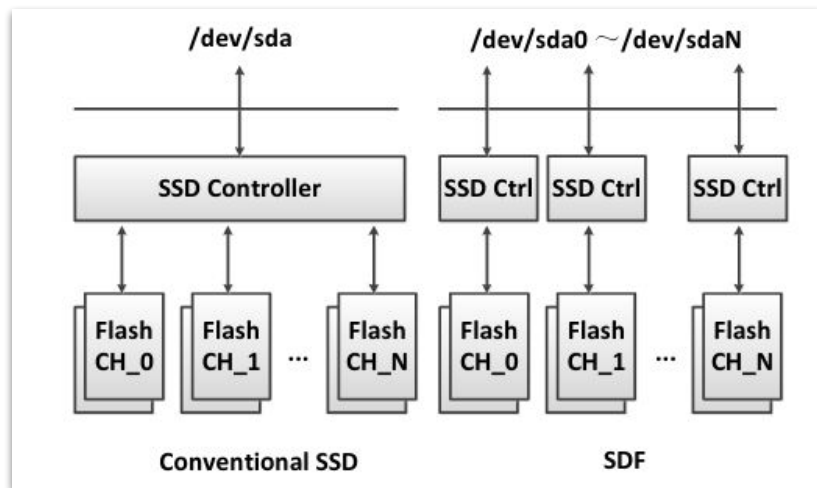 /dev/sda
/dev/sda0 ～/dev/sdaN
SSD Controller
SSD Ctrl
SSD Ctrl
SSD Ctrl
Flash
CH_0
Flash
CH_1
...
Flash
CH_N
Flash
CH_0
Flash
CH_1
...
Flash
CH_N
Conventional SSD
SDF